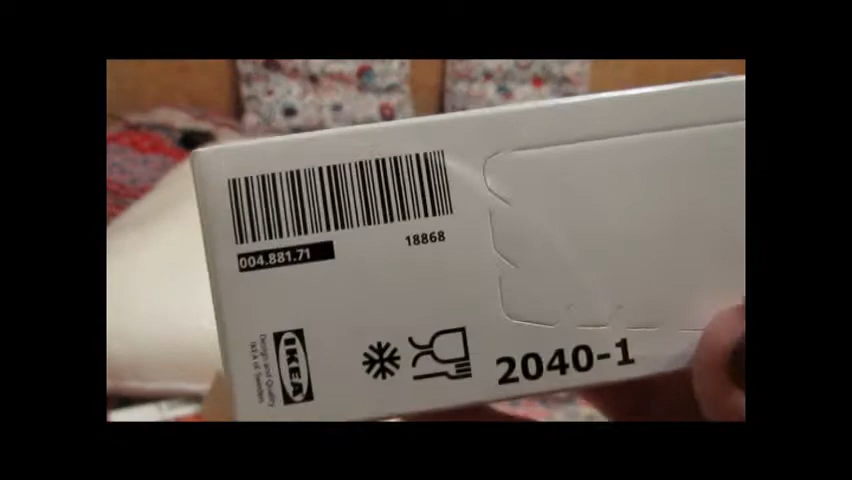 18868
004.881.71
IKEA
Design and Quality
IKEA of Sweden
2040-1